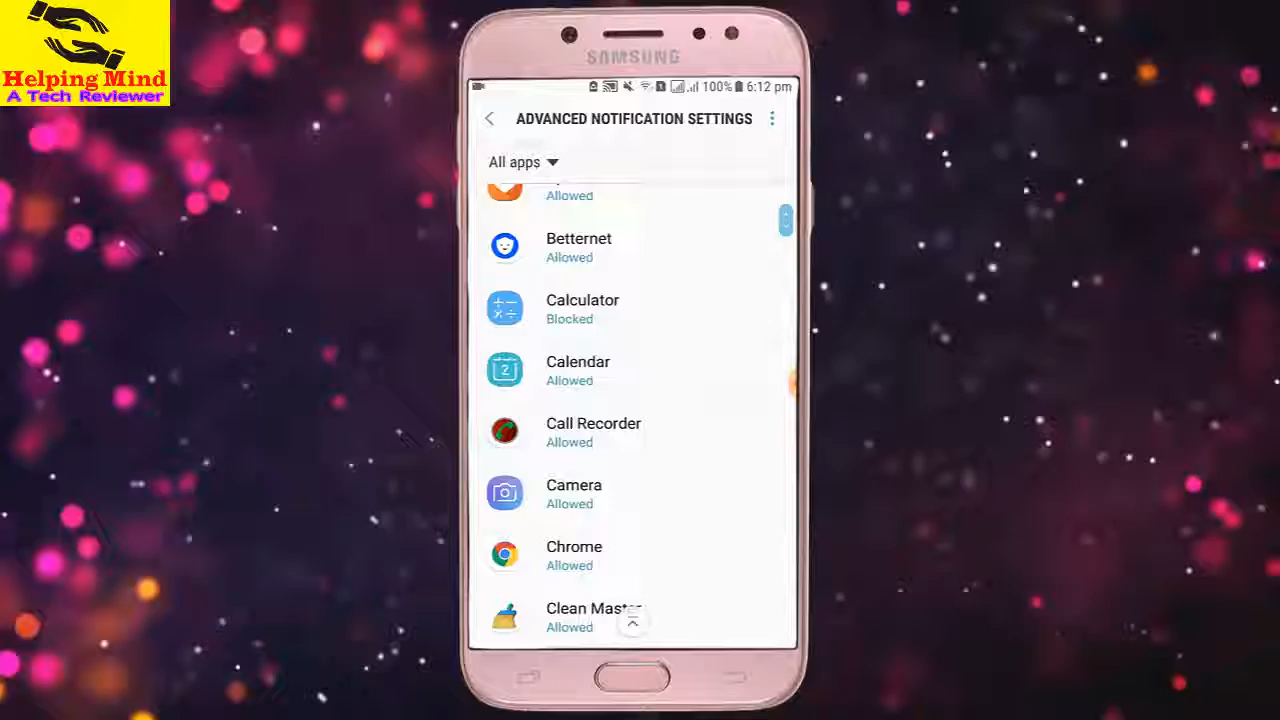 Helping Mind
A Tech Reviewer
SAMSUNG
100% 6:12 pm
ADVANCED NOTIFICATION SETTINGS
All apps
Allowed
Betternet
Allowed
Calculator
Blocked
2
Calendar
Allowed
Call Recorder
Allowed
Camera
Allowed
Chrome
Allowed
Clean Master
Allowed